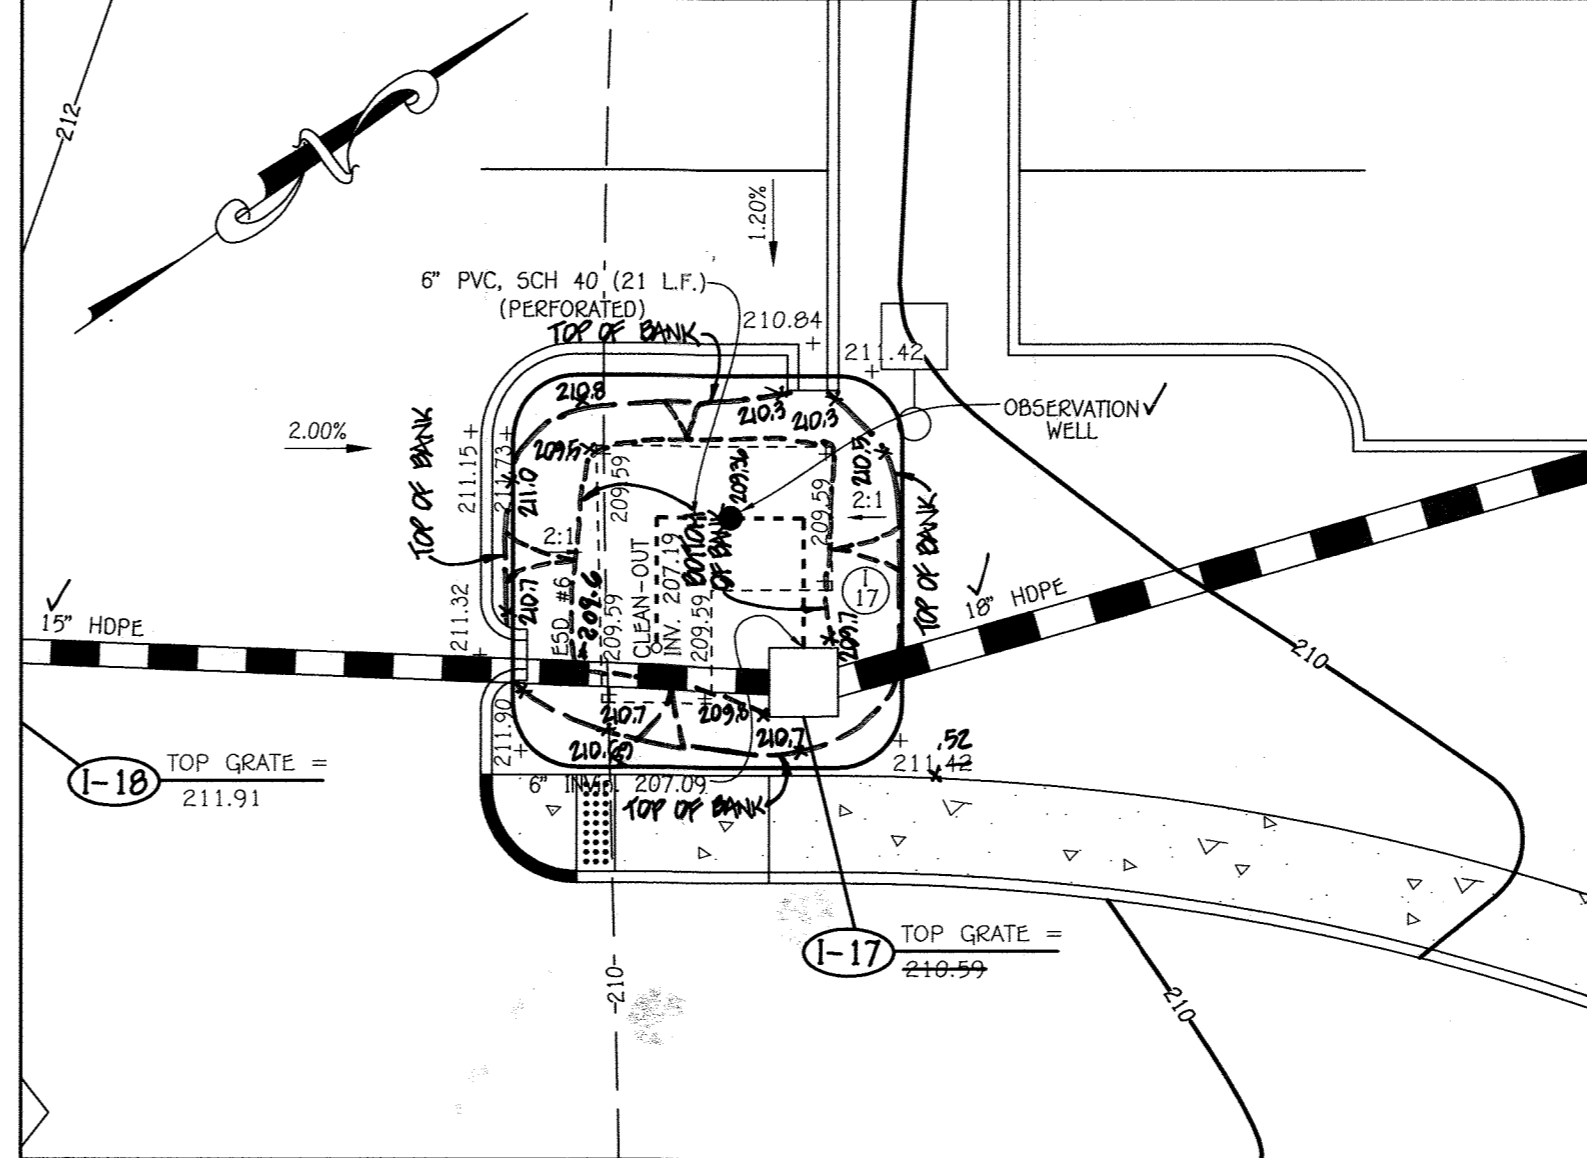 212
N
1.20%
6" PVC, SCH 40 (21 L.F.)
(PERFORATED)
TOP OF BANK
210.84
211.42
210.8
210.3
210.3
OBSERVATION ✓
WELL
2.00%
TOP OF BANK
211.15
211.73
211.0
209.5
209.59
209.36
210.5
209.59
2:1
2:1
TOP OF BANK
BOTTOM
OF BANK
CLEAN-OUT
INV. 207.19
ESD #6
209.6
209.59
209.59
I
17
209.7
210.7
211.32
✓
15" HDPE
✓
18" HDPE
210
211.90
210.7
209.8
210.7
.52
211.42
I-18
TOP GRATE =
211.91
6"
207.09
TOP OF BANK
I-17
TOP GRATE =
210.59
210
210